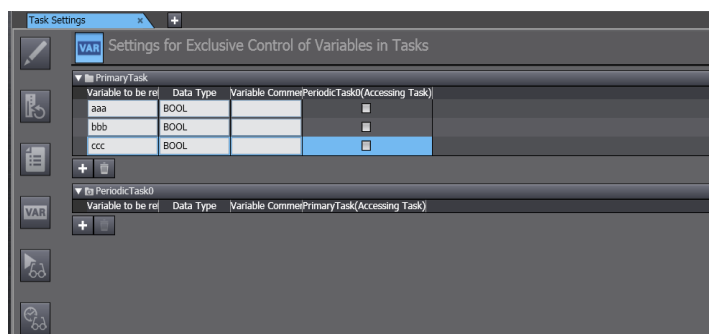 Task Settings × +
VAR Settings for Exclusive Control of Variables in Tasks
PrimaryTask
Variable to be re Data Type Variable Comme PeriodicTask0(Accessing Task)
aaa BOOL
bbb BOOL
ccc BOOL
+
PeriodicTask0
Variable to be re Data Type Variable Comme PrimaryTask(Accessing Task)
VAR
+